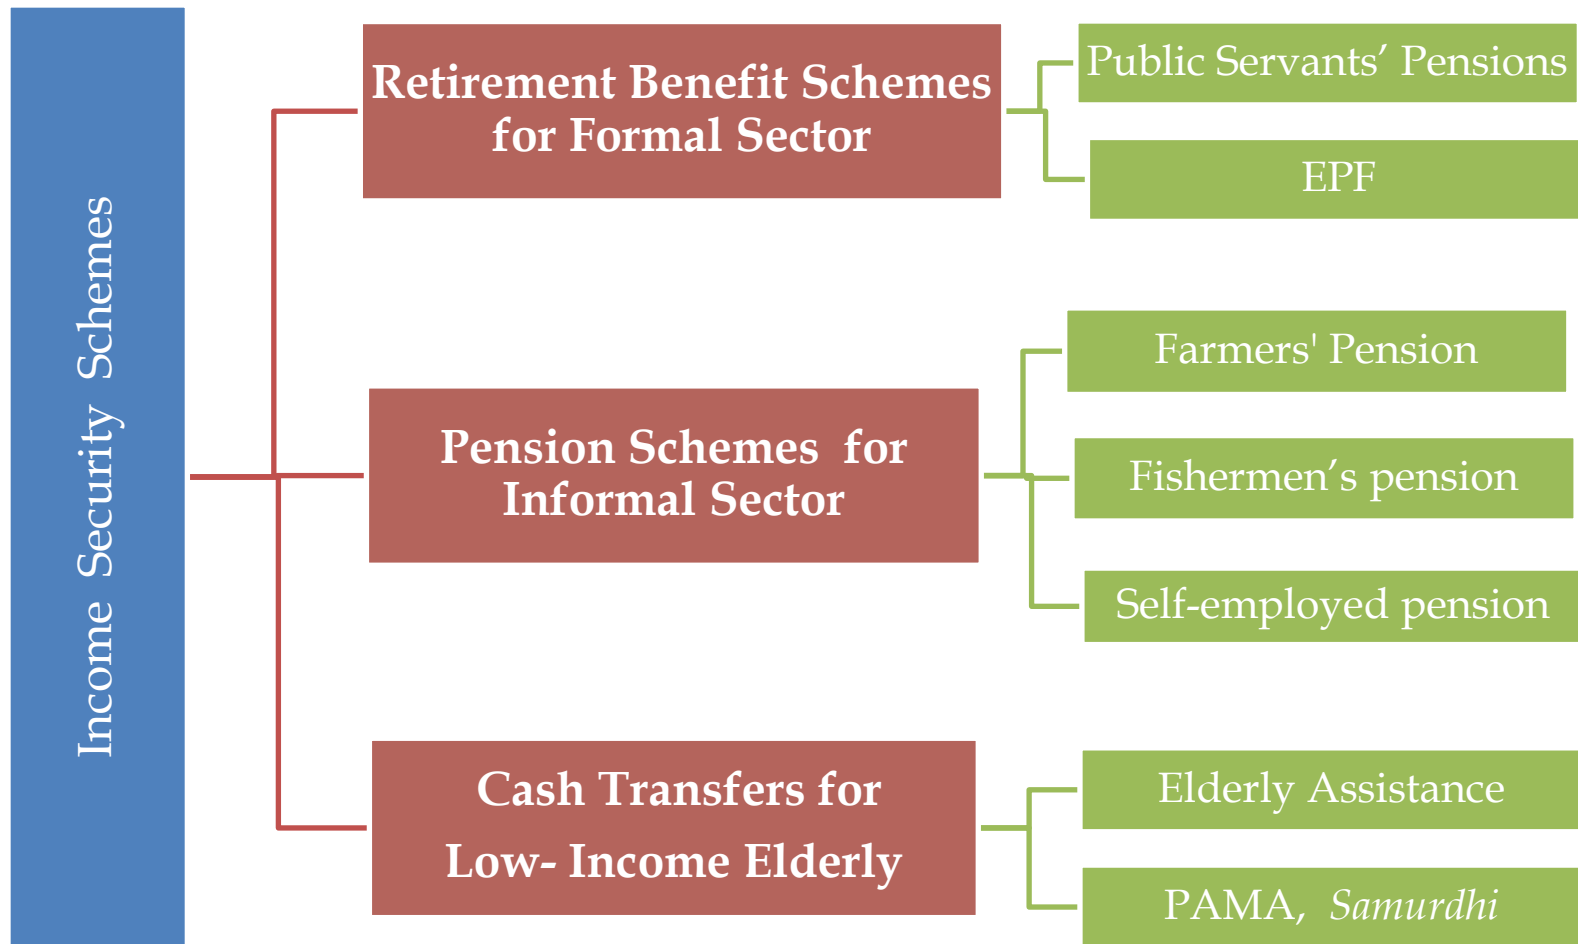 Income Security Schemes
Retirement Benefit Schemes
for Formal Sector
Public Servants’ Pensions
EPF
Pension Schemes for
Informal Sector
Farmers' Pension
Fishermen’s pension
Self-employed pension
Cash Transfers for
Low- Income Elderly
Elderly Assistance
PAMA, Samurdhi